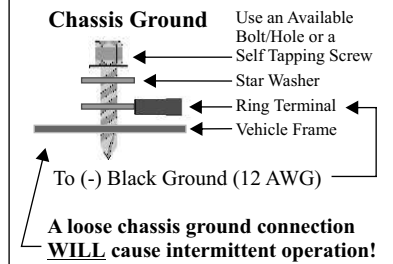 Chassis Ground
Use an Available
Bolt/Hole or a
Self Tapping Screw
Star Washer
Ring Terminal
Vehicle Frame
To (-) Black Ground (12 AWG)
A loose chassis ground connection
WILL cause intermittent operation!